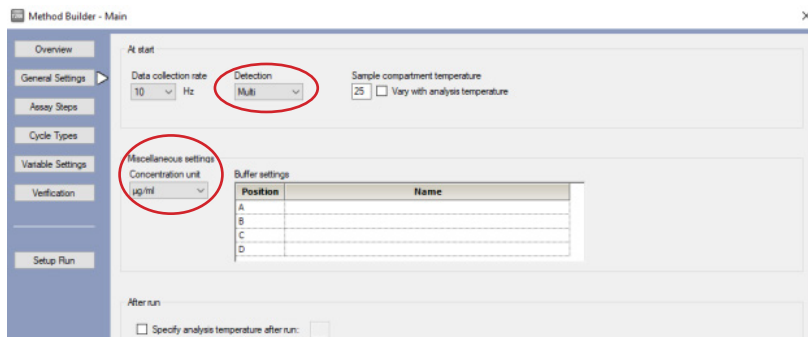 Method Builder - Main
Overview
General Settings
Assay Steps
Cycle Types
Variable Settings
Verification
Setup Run
At start
Data collection rate
10 Hz
Detection
Multi
Sample compartment temperature
25 Vary with analysis temperature
Miscellaneous settings
Concentration unit
µg/ml
Buffer settings
Position Name
A
B
C
D
After run
Specify analysis temperature after run: